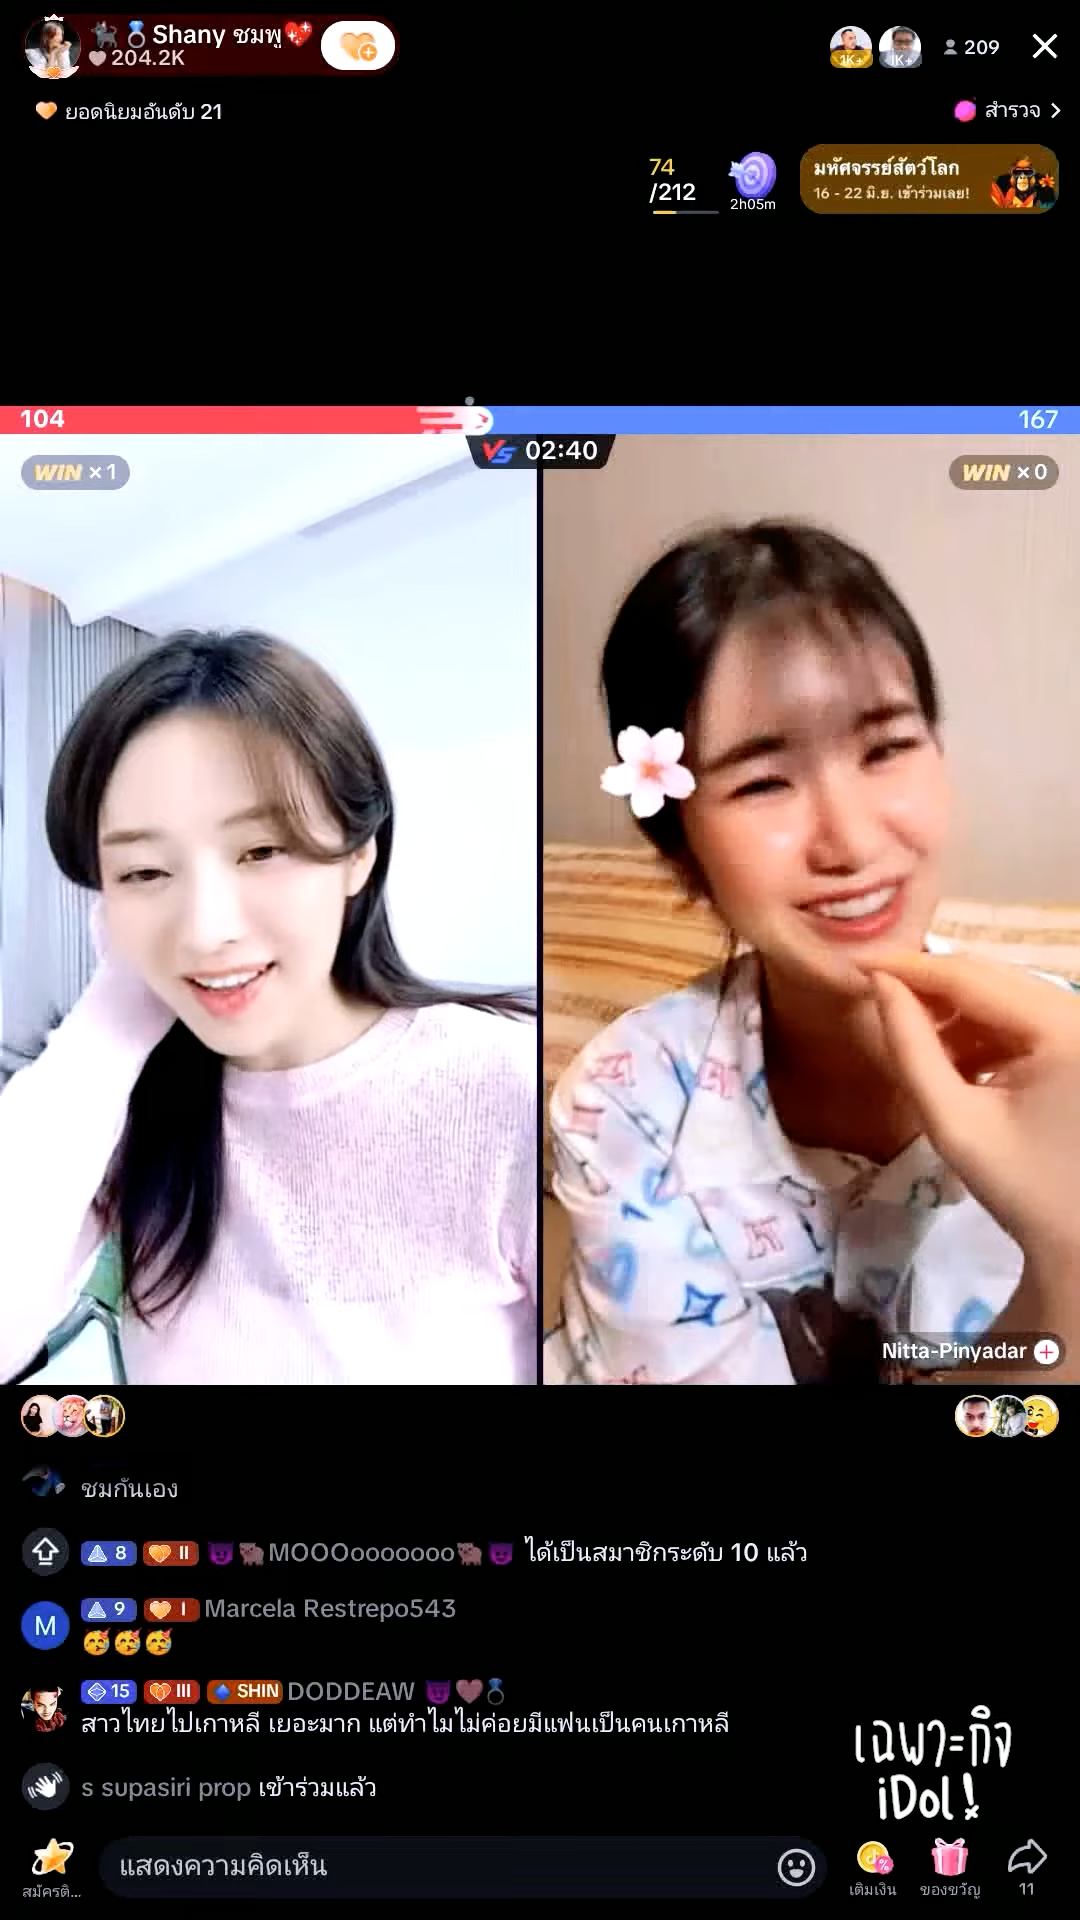 Shany ชมพู
204.2K
1K+
1K+
209
ยอดนิยมอันดับ 21
สำรวจ
74
/212
2h05m
มหัศจรรย์สัตว์โลก
16 - 22 มิ.ย. เข้าร่วมเลย!
104
167
VS 02:40
WIN ×1
WIN ×0
Nitta-Pinyadar
ชมกันเอง
8 II MOOOooooooo ได้เป็นสมาชิกระดับ 10 แล้ว
M
9 I Marcela Restrepo543
15 III SHIN DODDEAW
สาวไทยไปเกาหลี เยอะมาก แต่ทำไมไม่ค่อยมีแฟนเป็นคนเกาหลี
s supasiri prop เข้าร่วมแล้ว
เฉพาะกิจ
iDol!
สมัครติ...
แสดงความคิดเห็น
เติมเงิน
ของขวัญ
11